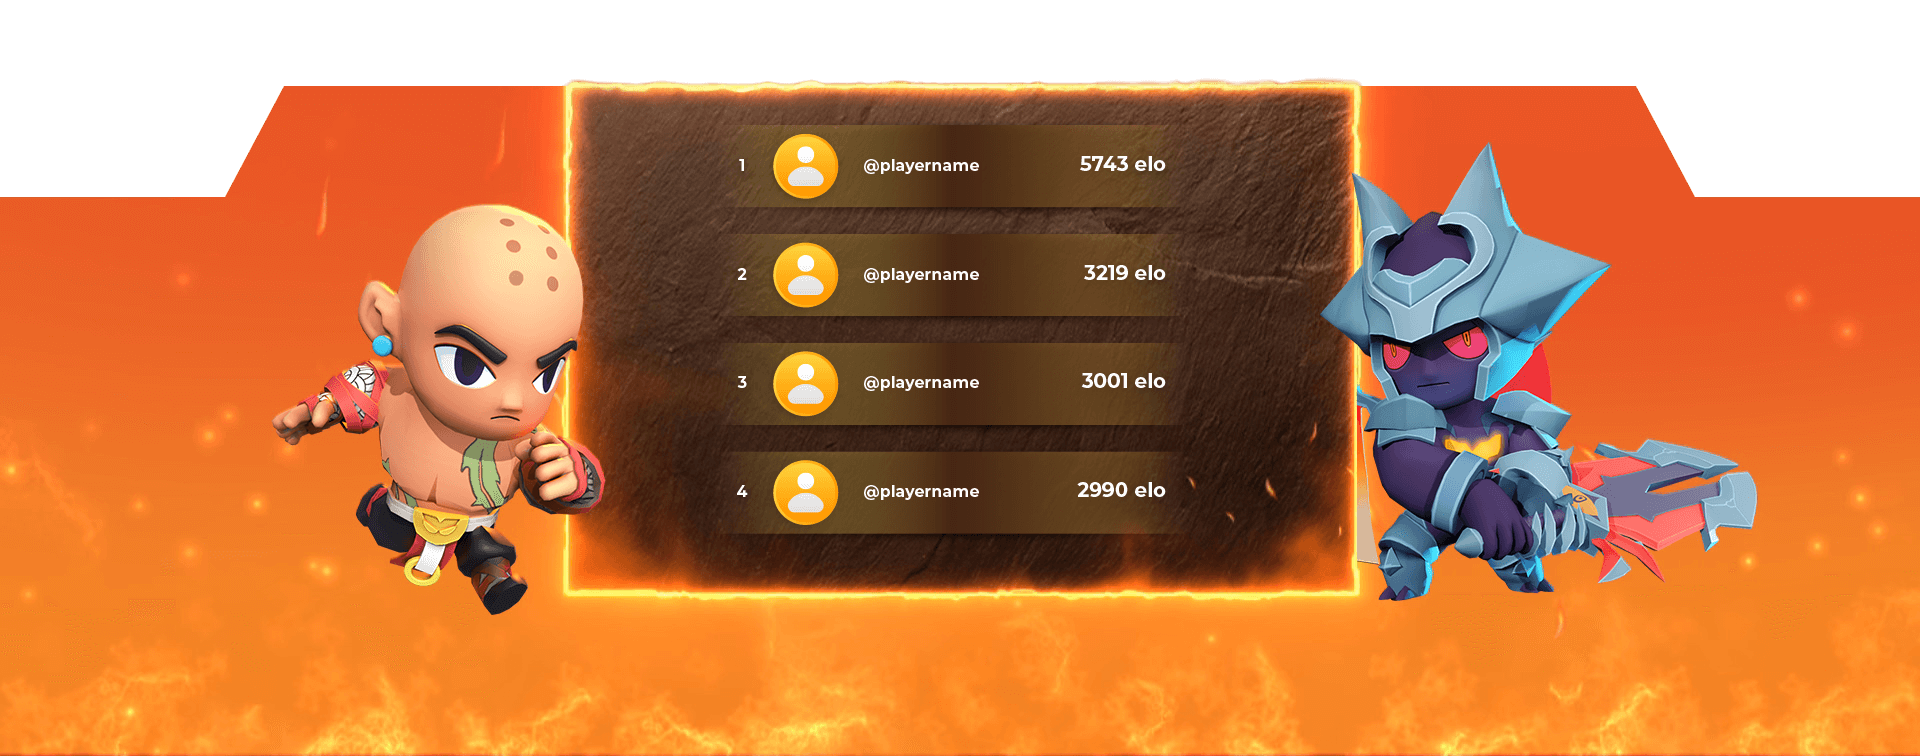 1 @playername 5743 elo
2 @playername 3219 elo
3 @playername 3001 elo
4 @playername 2990 elo